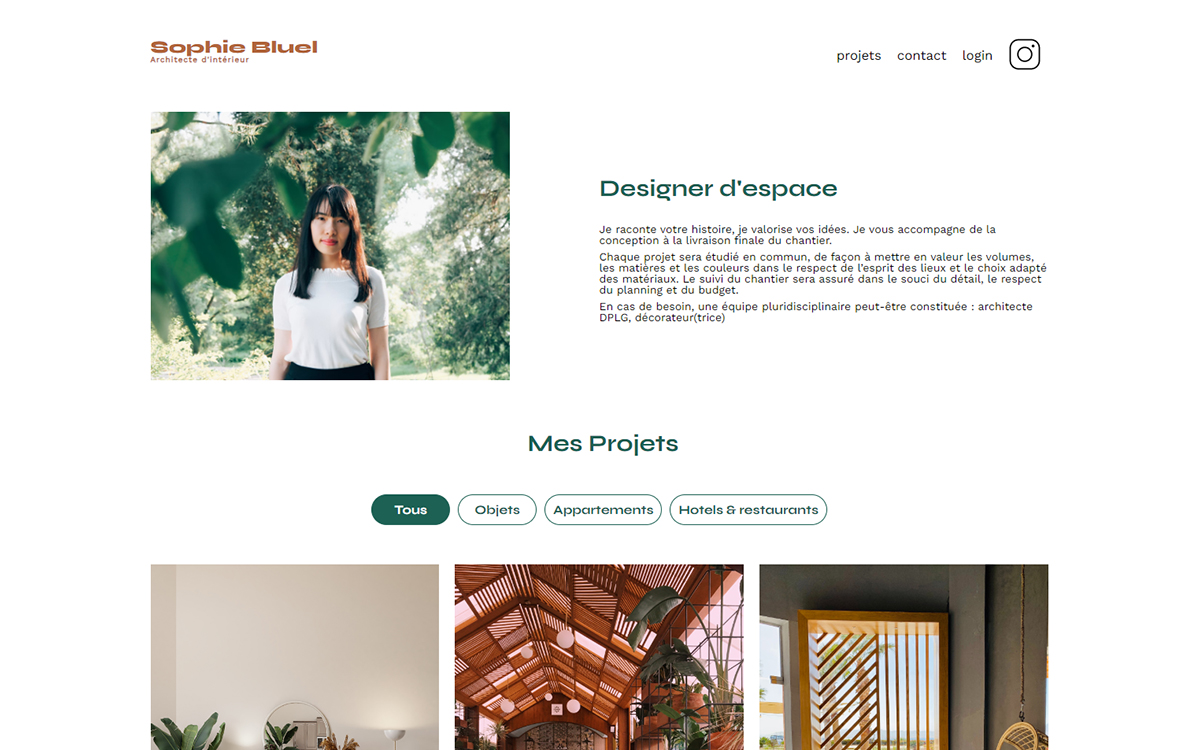 Sophie Bluel
Architecte d'intérieur
projets contact login
Designer d'espace
Je raconte votre histoire, je valorise vos idées. Je vous accompagne de la
conception à la livraison finale du chantier.
Chaque projet sera étudié en commun, de façon à mettre en valeur les volumes,
les matières et les couleurs dans le respect de l'esprit des lieux et le choix adapté
des matériaux. Le suivi du chantier sera assuré dans le souci du détail, le respect
du planning et du budget.
En cas de besoin, une équipe pluridisciplinaire peut-être constituée : architecte
DPLG, décorateur(trice)
Mes Projets
Tous Objets Appartements Hotels & restaurants